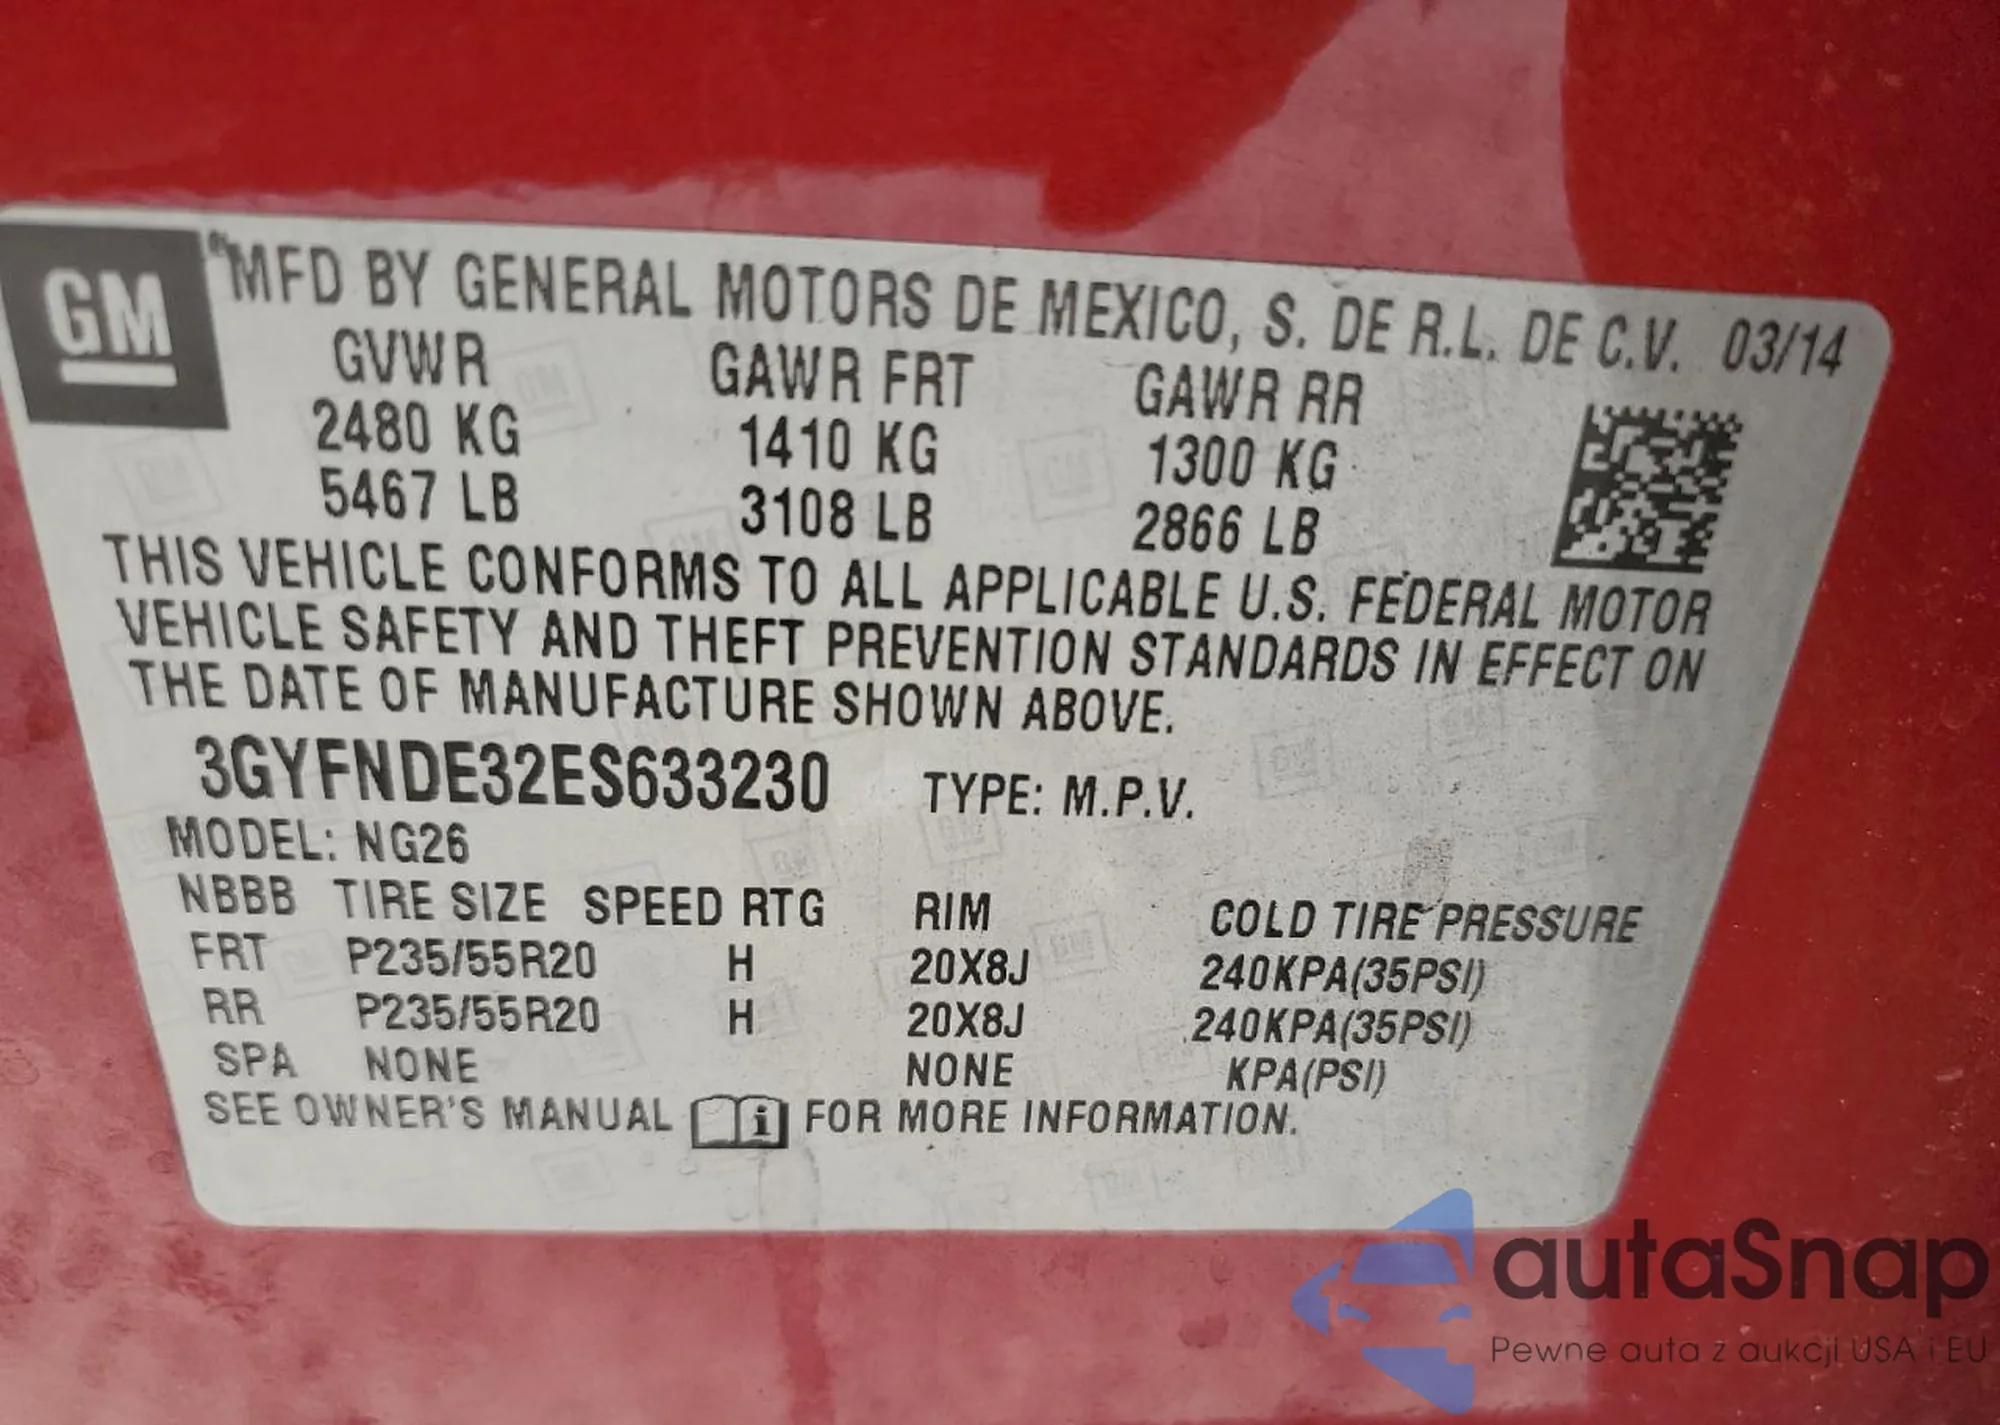 GM
MFD BY GENERAL MOTORS DE MEXICO, S. DE R.L. DE C.V. 03/14
GVWR GAWR FRT GAWR RR
2480 KG 1410 KG 1300 KG
5467 LB 3108 LB 2866 LB
THIS VEHICLE CONFORMS TO ALL APPLICABLE U.S. FEDERAL MOTOR
VEHICLE SAFETY AND THEFT PREVENTION STANDARDS IN EFFECT ON
THE DATE OF MANUFACTURE SHOWN ABOVE.
3GYFNDE32ES633230 TYPE: M.P.V.
MODEL: NG26
NBBB TIRE SIZE SPEED RTG RIM COLD TIRE PRESSURE
FRT P235/55R20 H 20X8J 240KPA(35PSI)
RR P235/55R20 H 20X8J 240KPA(35PSI)
SPA NONE NONE KPA(PSI)
SEE OWNER'S MANUAL i FOR MORE INFORMATION.
autaSnap
Pewne auta z aukcji USA i EU